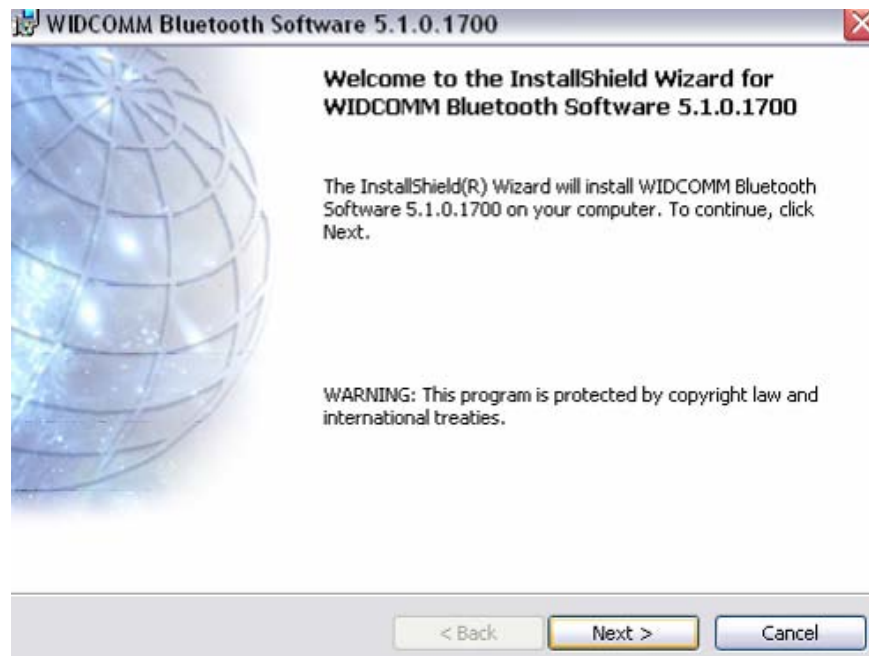 WIDCOMM Bluetooth Software 5.1.0.1700
Welcome to the InstallShield Wizard for
WIDCOMM Bluetooth Software 5.1.0.1700
The InstallShield(R) Wizard will install WIDCOMM Bluetooth
Software 5.1.0.1700 on your computer. To continue, click
Next.
WARNING: This program is protected by copyright law and
international treaties.
< Back
Next >
Cancel